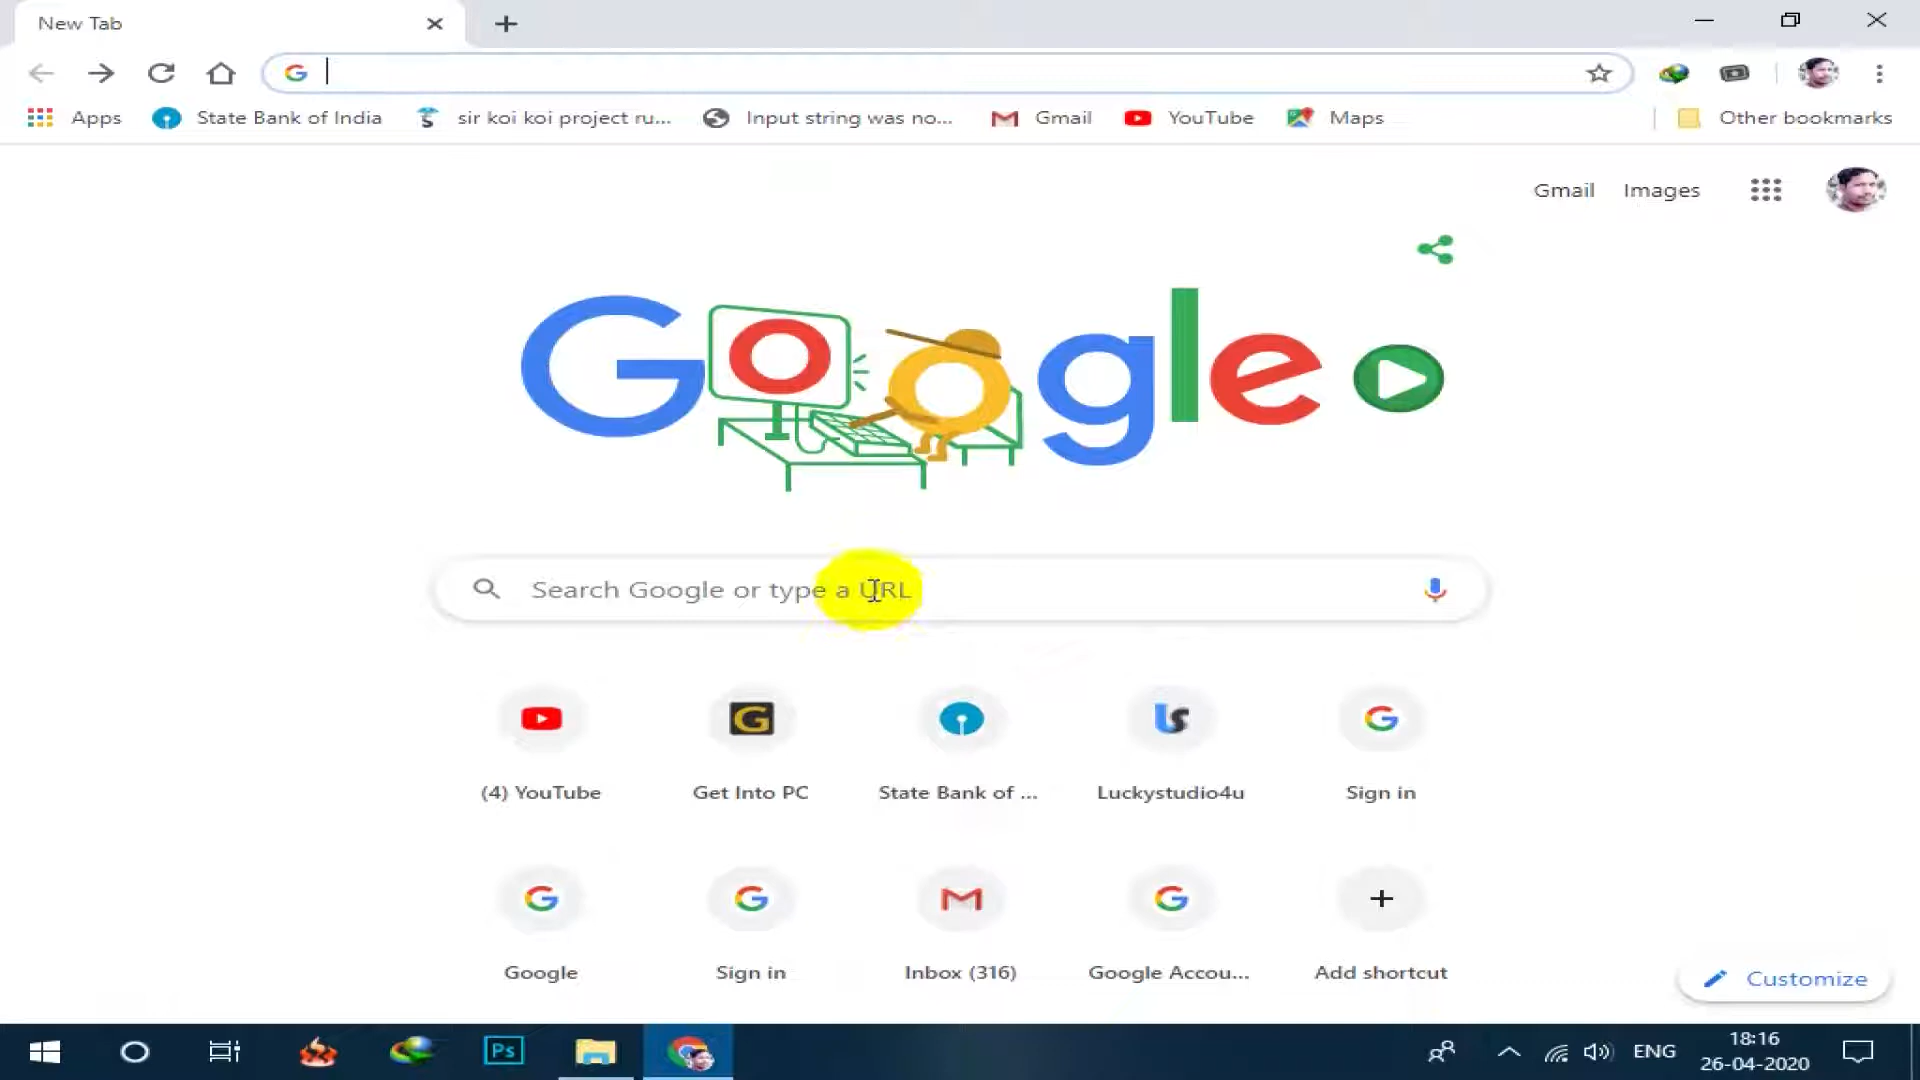 New Tab
Apps State Bank of India sir koi koi project ru... Input string was no... Gmail YouTube Maps Other bookmarks
Gmail Images
Google
Search Google or type a URL
(4) YouTube Get Into PC State Bank of ... Luckystudio4u Sign in
Google Sign in Inbox (316) Google Accou... Add shortcut
Customize
Ps ENG 18:16
26-04-2020